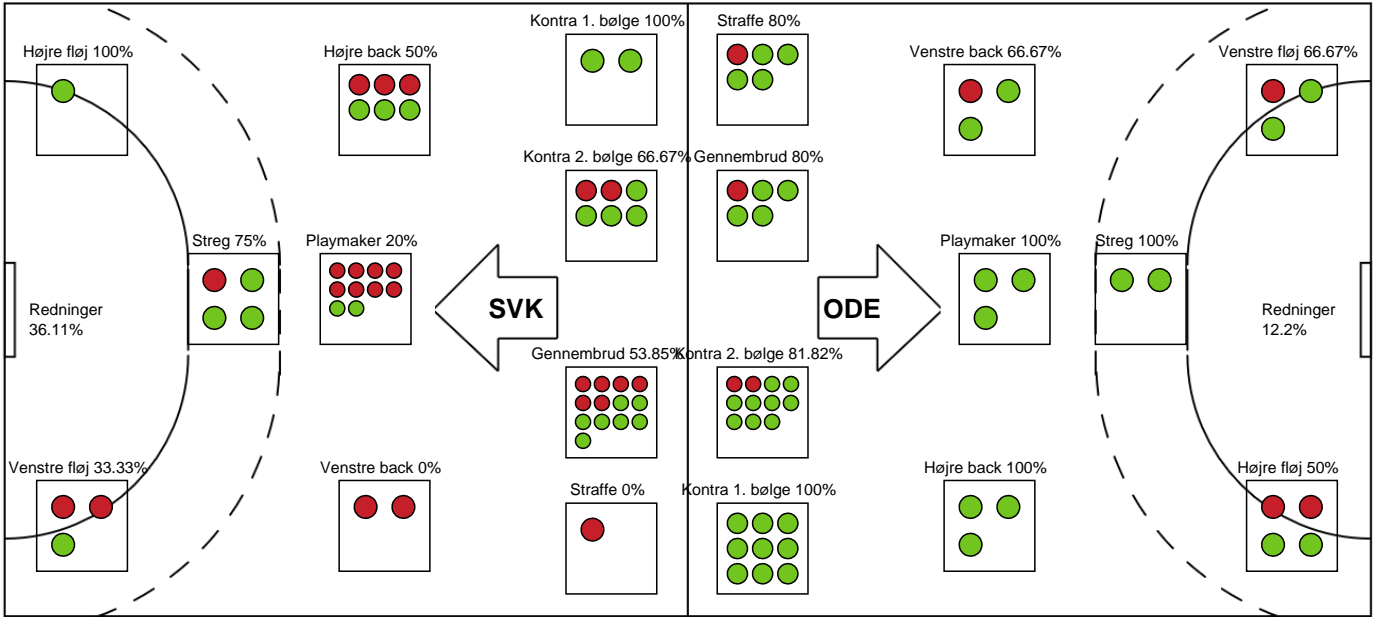 Kontra 1. bølge 100%
Straffe 80%
Højre fløj 100%
Højre back 50%
Venstre back 66.67%
Venstre fløj 66.67%
Kontra 2. bølge 66.67%
Gennembrud 80%
Streg 75%
Playmaker 20%
Playmaker 100%
Streg 100%
SVK
ODE
Redninger
36.11%
Redninger
12.2%
Gennembrud 53.85%
Kontra 2. bølge 81.82%
Venstre fløj 33.33%
Venstre back 0%
Højre back 100%
Højre fløj 50%
Straffe 0%
Kontra 1. bølge 100%